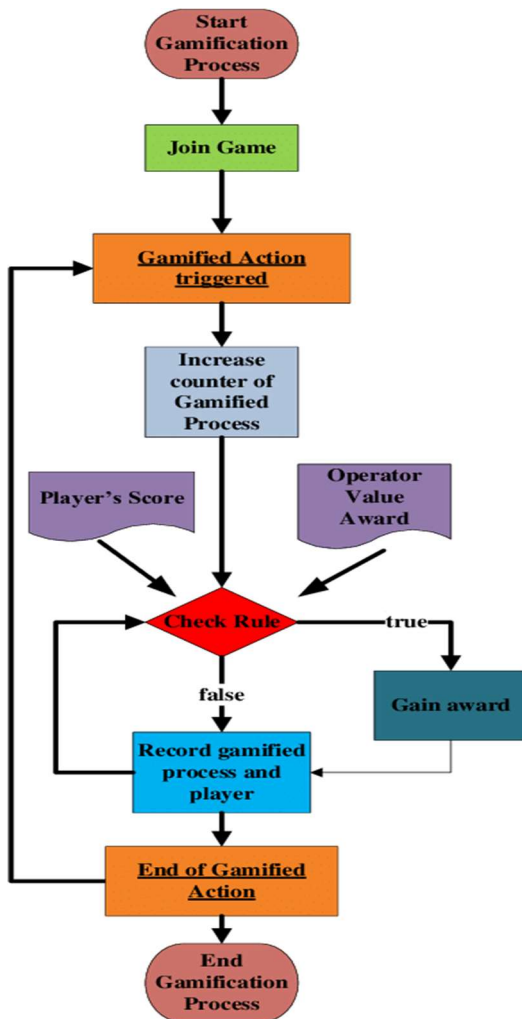 Start
Gamification
Process
Join Game
Gamified Action
triggered
Increase
counter of
Gamified
Process
Player's Score
Operator
Value
Award
Check Rule
true
false
Gain award
Record gamified
process and
player
End of Gamified
Action
End
Gamification
Process